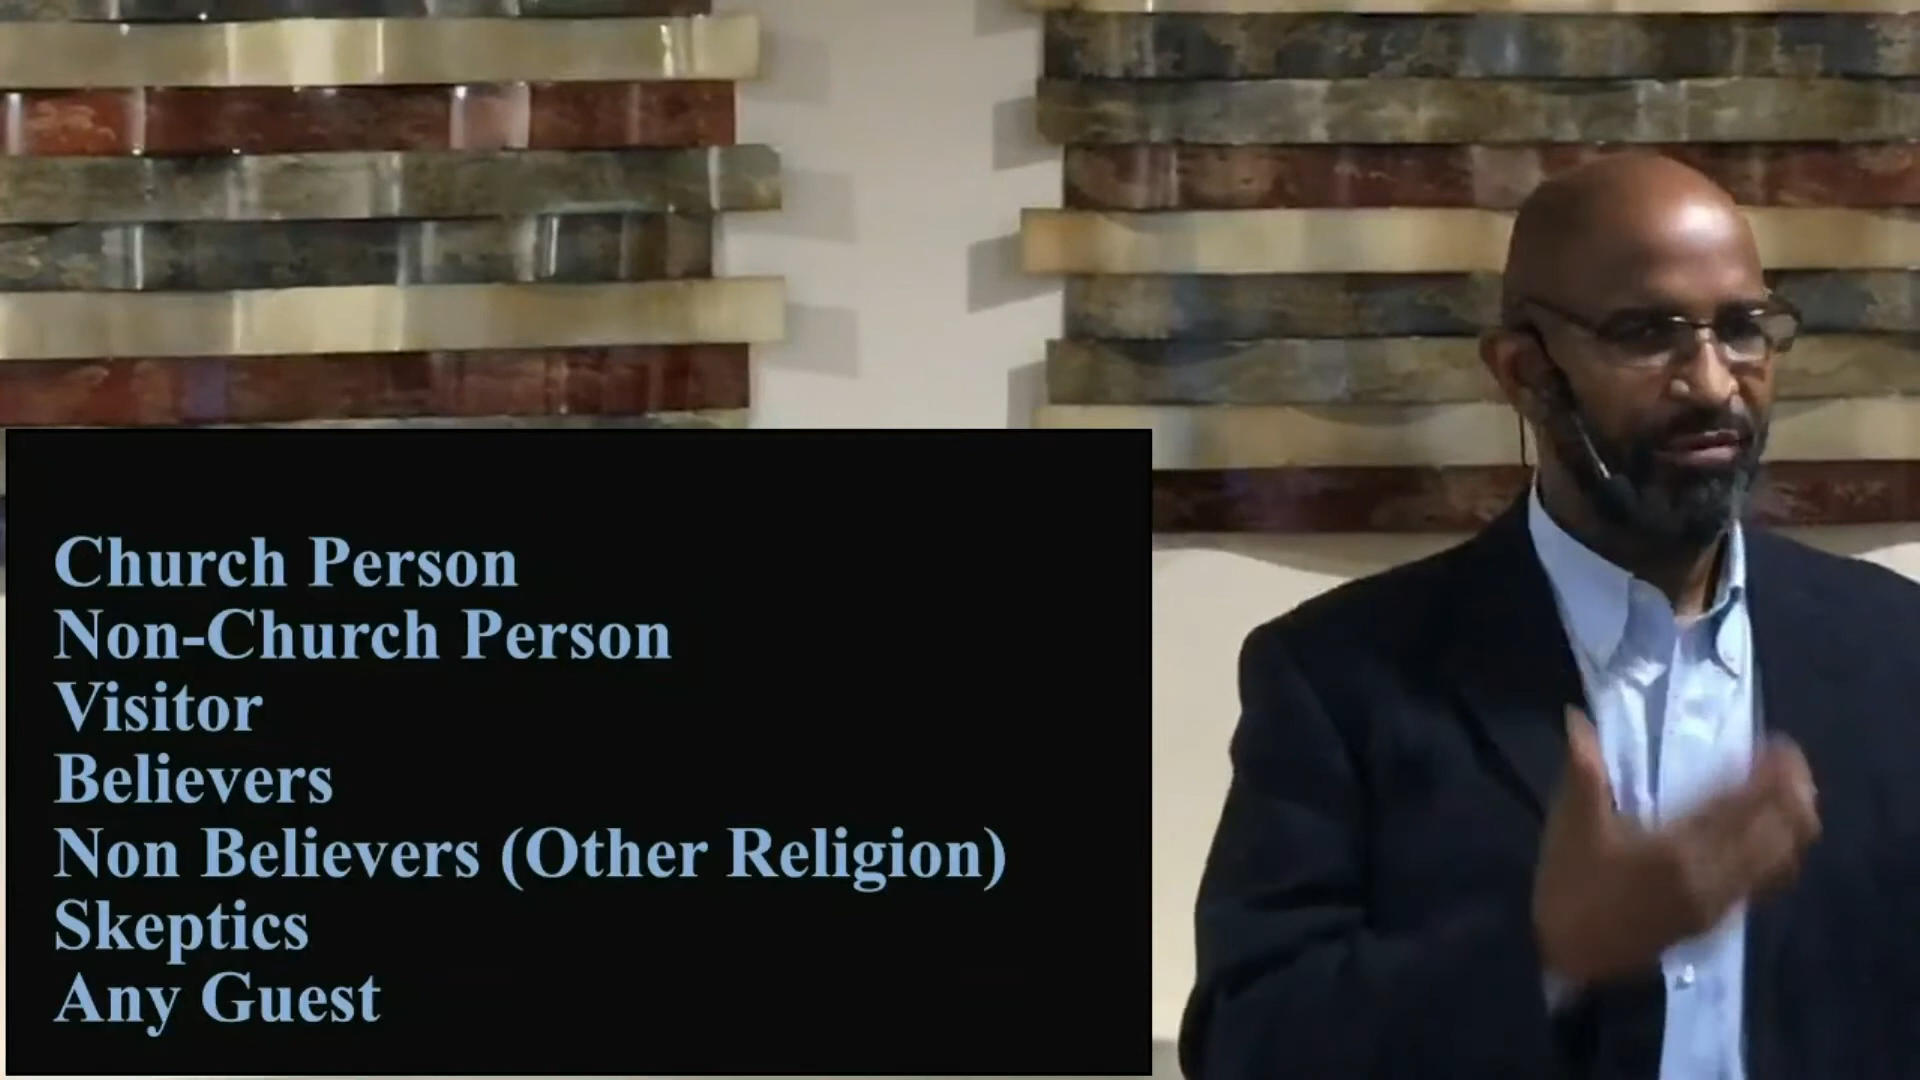 Church Person
Non-Church Person
Visitor
Believers
Non Believers (Other Religion)
Skeptics
Any Guest